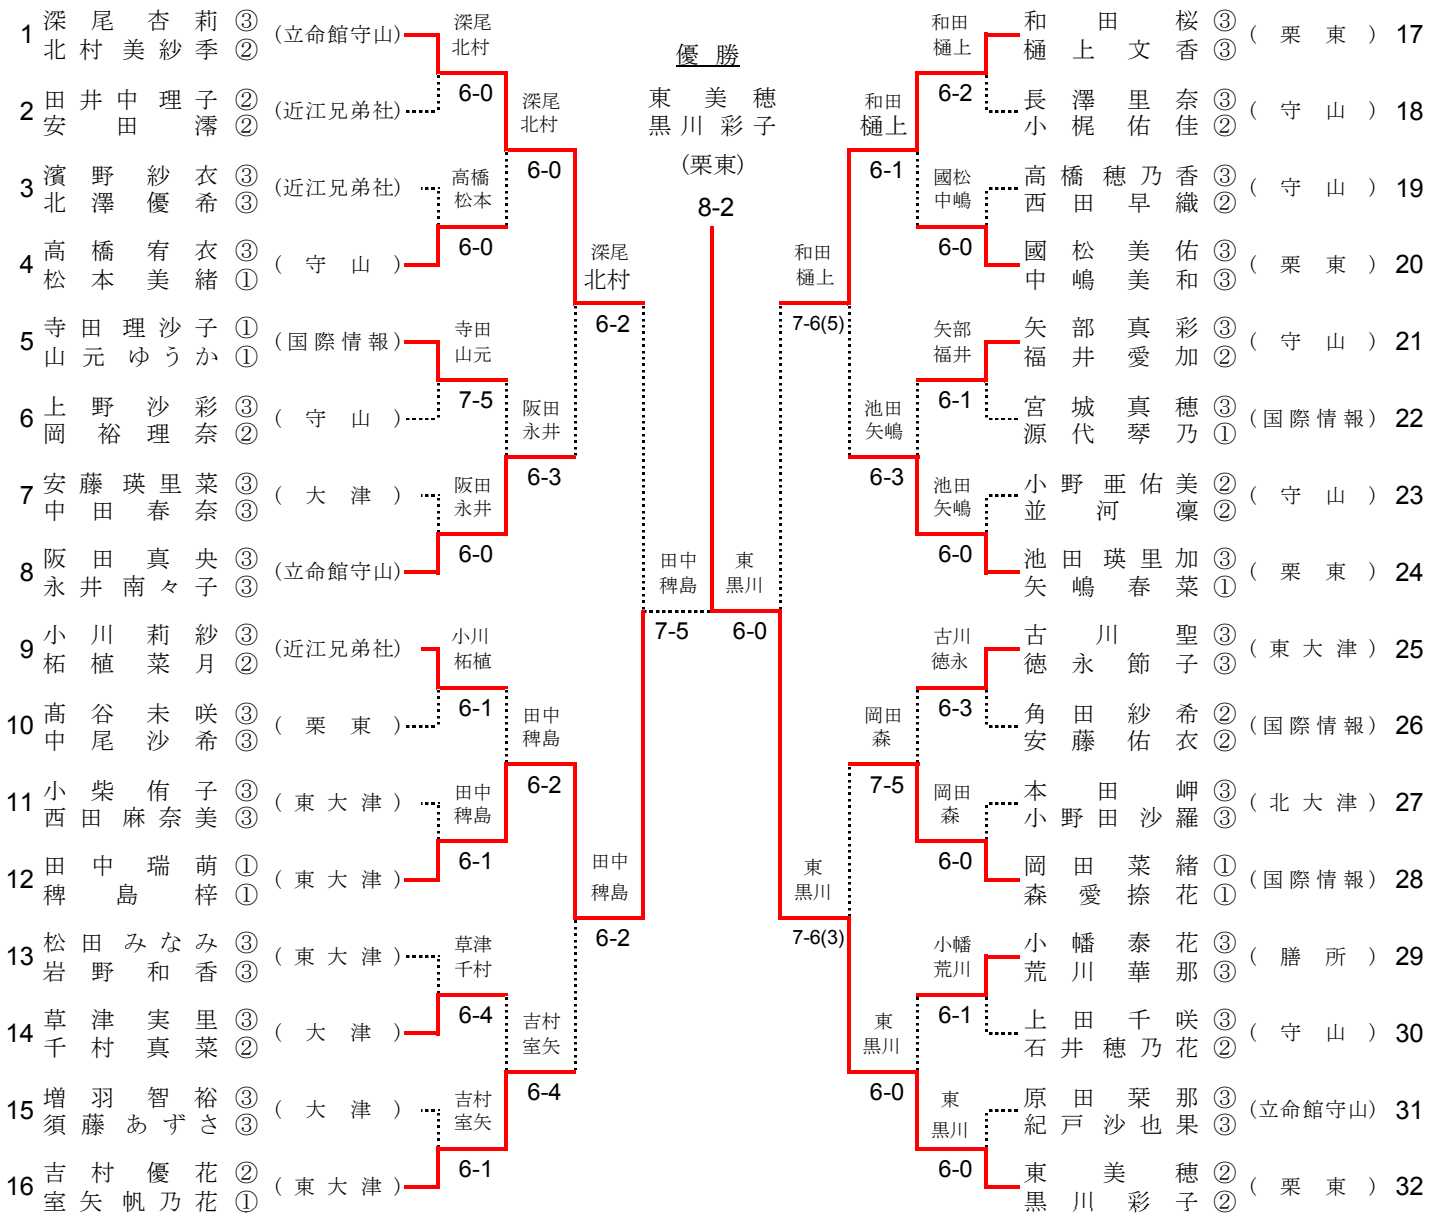 優 勝
東 美 穂
黒 川 彩 子
(栗東)
8-2
1 深尾杏莉③ 北村美紗季② (立命館守山)
2 田井中理子② 安田澪② (近江兄弟社)
3 濱野紗衣③ 北澤優希③ (近江兄弟社)
4 高橋宥衣③ 松本美緒① (守山)
5 寺田理沙子① 山元ゆうか① (国際情報)
6 上野沙彩③ 岡裕理奈② (守山)
7 安藤瑛里菜③ 中田春奈③ (大津)
8 阪田真央③ 永井南々子③ (立命館守山)
9 小川莉紗③ 柘植菜月② (近江兄弟社)
10 髙谷未咲③ 中尾沙希③ (栗東)
11 小柴侑子③ 西田麻奈美③ (東大津)
12 田中瑞萌① 稗島梓① (東大津)
13 松田みなみ③ 岩野和香③ (東大津)
14 草津実里③ 千村真菜② (大津)
15 増羽智裕③ 須藤あずさ③ (大津)
16 吉村優花② 室矢帆乃花① (東大津)
深尾 北村 6-0
高橋 松本 6-0
寺田 山元 7-5
阪田 永井 6-0
小川 柘植 6-1
田中 稗島 6-1
草津 千村 6-4
吉村 室矢 6-1
深尾 北村 6-0
阪田 永井 6-3
田中 稗島 6-2
吉村 室矢 6-4
深尾 北村 6-2
田中 稗島 6-2
田中 稗島 7-5
東 黒川 6-0
和田 樋上 7-6(5)
東 黒川 7-6(3)
和田 樋上 6-1
池田 矢嶋 6-3
岡田 森 7-5
東 黒川 6-0
和田 樋上 6-2
國松 中嶋 6-0
矢部 福井 6-1
池田 矢嶋 6-0
古川 徳永 6-3
岡田 森 6-0
小幡 荒川 6-1
東 黒川 6-0
和田桜③ 樋上文香③ (栗東) 17
長澤里奈③ 小梶佑佳② (守山) 18
高橋穂乃香③ 西田早織② (守山) 19
國松美佑③ 中嶋美和③ (栗東) 20
矢部真彩③ 福井愛加② (守山) 21
宮城真穂③ 源代琴乃① (国際情報) 22
小野亜佑美② 並河凜② (守山) 23
池田瑛里加③ 矢嶋春菜① (栗東) 24
古川聖③ 徳永節子③ (東大津) 25
角田紗希② 安藤佑衣② (国際情報) 26
本田岬③ 小野田沙羅③ (北大津) 27
岡田菜緒① 森愛捺花① (国際情報) 28
小幡泰花③ 荒川華那③ (膳所) 29
上田千咲③ 石井穂乃花② (守山) 30
原田栞那③ 紀戸沙也果③ (立命館守山) 31
東美穂② 黒川彩子② (栗東) 32